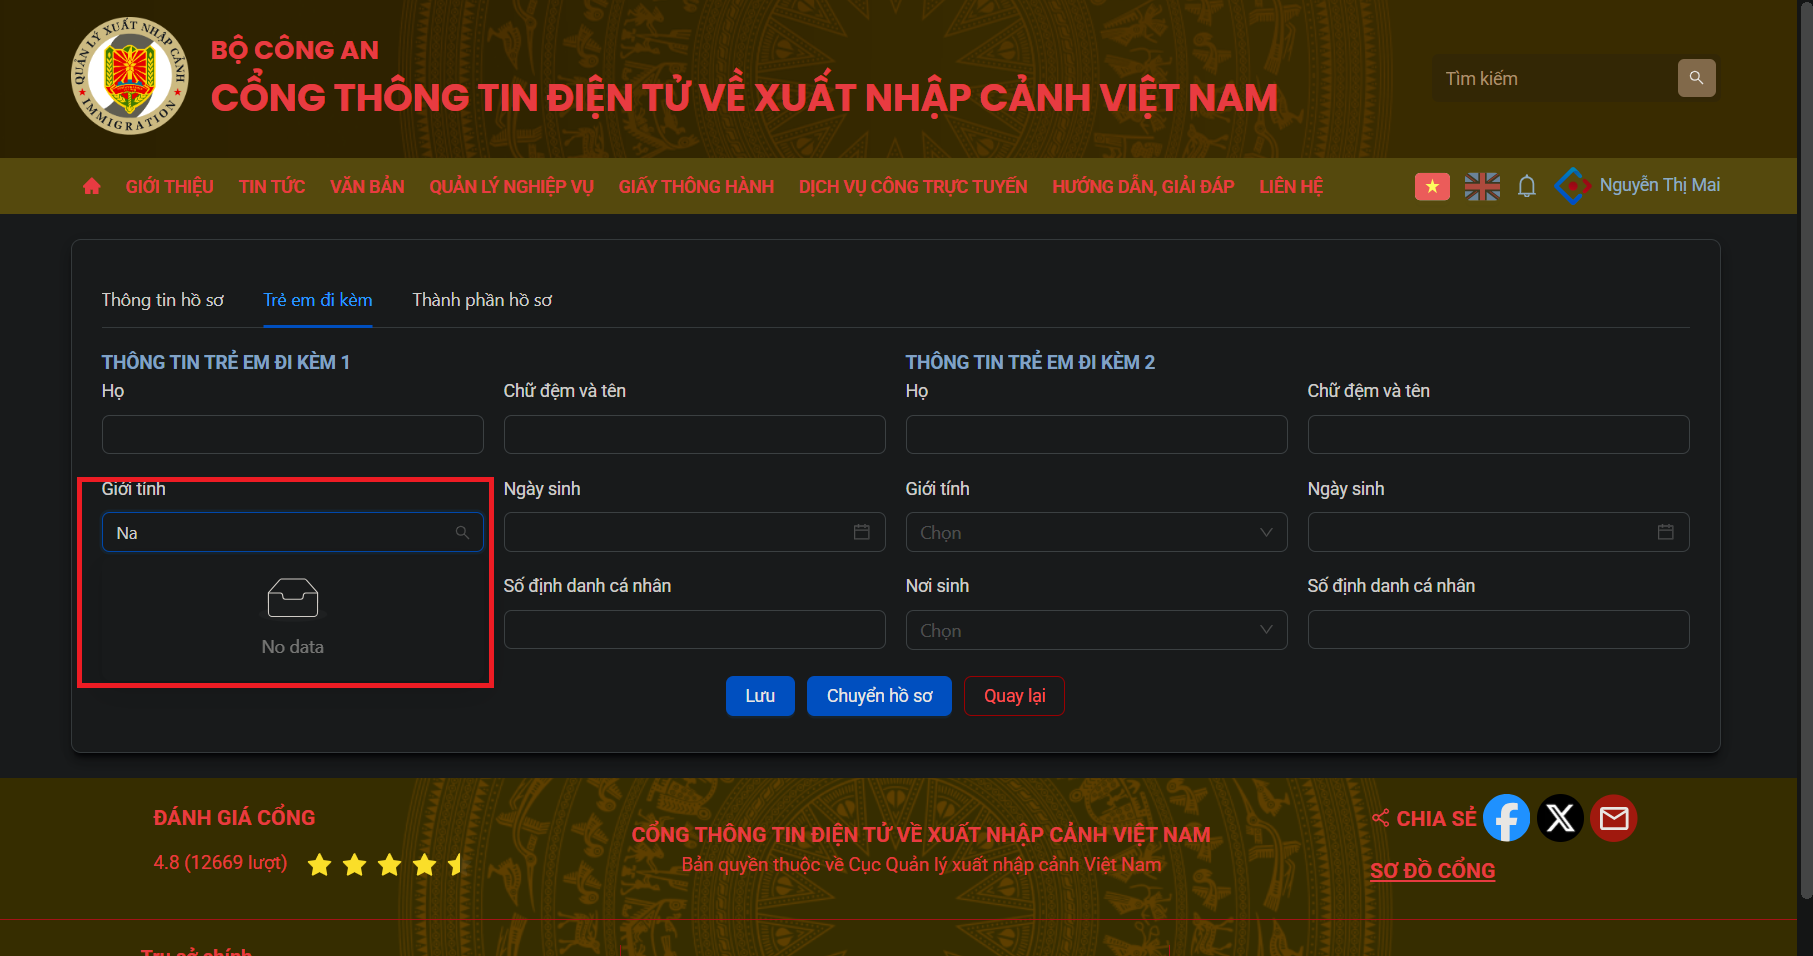 QUẢN LÝ XUẤT NHẬP CẢNH
IMMIGRATION
BỘ CÔNG AN
CỔNG THÔNG TIN ĐIỆN TỬ VỀ XUẤT NHẬP CẢNH VIỆT NAM
Tìm kiếm
GIỚI THIỆU TIN TỨC VĂN BẢN QUẢN LÝ NGHIỆP VỤ GIẤY THÔNG HÀNH DỊCH VỤ CÔNG TRỰC TUYẾN HƯỚNG DẪN, GIẢI ĐÁP LIÊN HỆ Nguyễn Thị Mai
Thông tin hồ sơ Trẻ em đi kèm Thành phần hồ sơ
THÔNG TIN TRẺ EM ĐI KÈM 1 THÔNG TIN TRẺ EM ĐI KÈM 2
Họ Chữ đệm và tên Họ Chữ đệm và tên
Giới tính Ngày sinh Giới tính Ngày sinh
Na Chọn
Số định danh cá nhân Nơi sinh Số định danh cá nhân
Chọn
No data
Lưu Chuyển hồ sơ Quay lại
ĐÁNH GIÁ CỔNG
4.8 (12669 lượt)
CỔNG THÔNG TIN ĐIỆN TỬ VỀ XUẤT NHẬP CẢNH VIỆT NAM
Bản quyền thuộc về Cục Quản lý xuất nhập cảnh Việt Nam
CHIA SẺ
SƠ ĐỒ CỔNG
Trụ sở chính